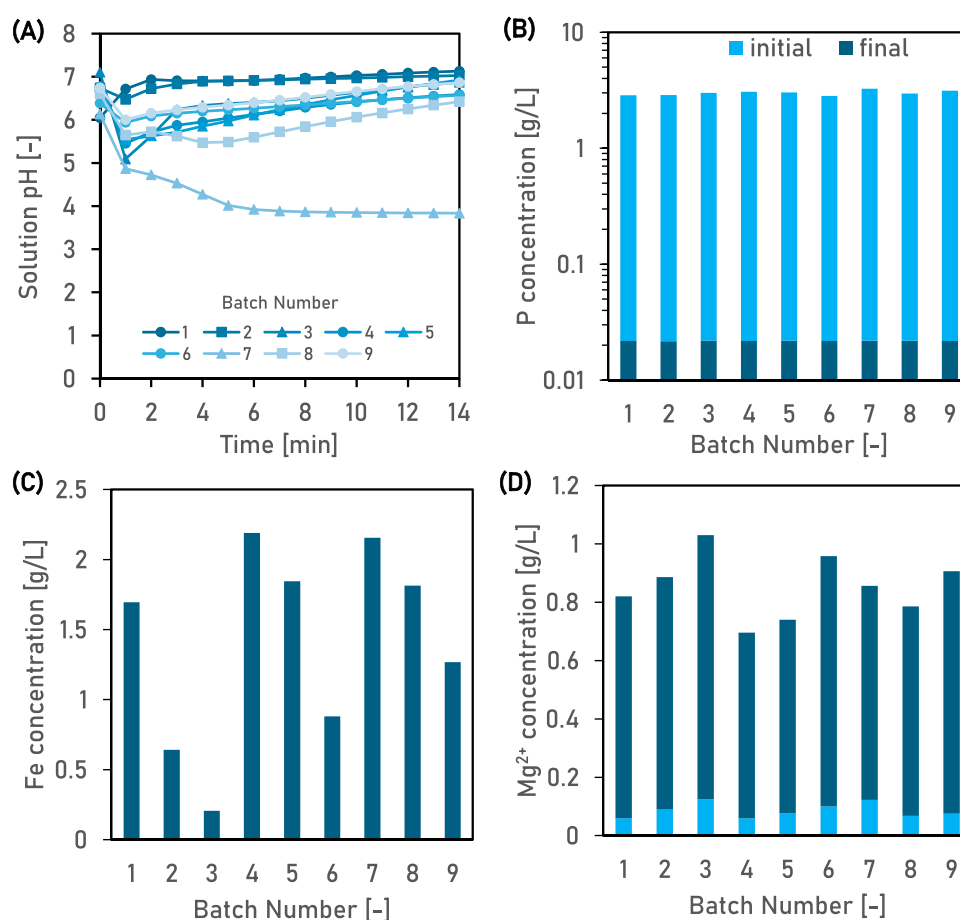 (A)
Solution pH [-]
8
7
6
5
4
3
2
1
0
Batch Number
1 2 3 4 5
6 7 8 9
0 2 4 6 8 10 12 14
Time [min]
(B)
P concentration [g/L]
initial final
10
1
0.1
0.01
1 2 3 4 5 6 7 8 9
Batch Number [-]
(C)
Fe concentration [g/L]
2.5
2
1.5
1
0.5
0
1 2 3 4 5 6 7 8 9
Batch Number [-]
(D)
Mg²⁺ concentration [g/L]
1.2
1
0.8
0.6
0.4
0.2
0
1 2 3 4 5 6 7 8 9
Batch Number [-]